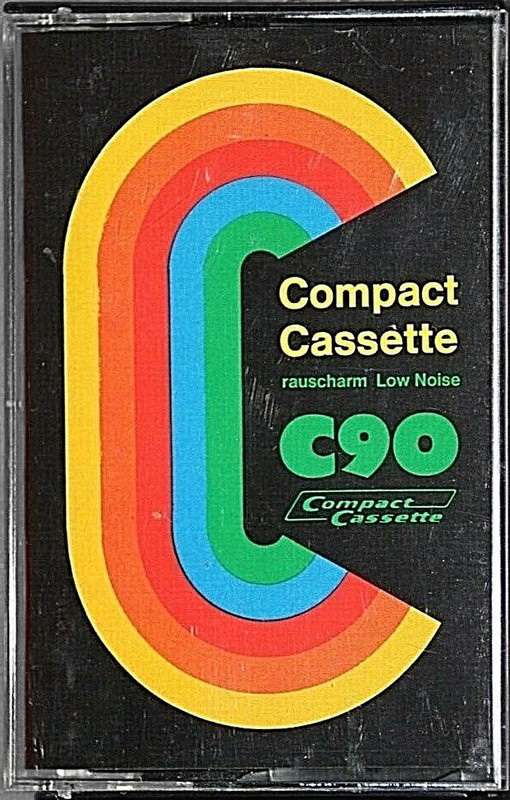 Compact
Cassette
rauscharm Low Noise
C90
Compact
Cassette